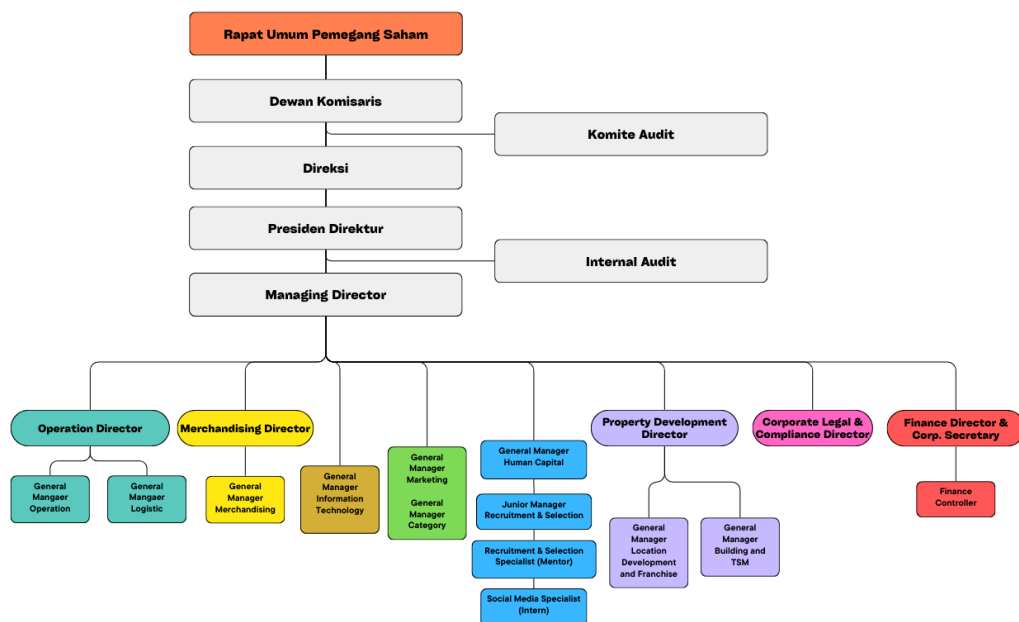 Rapat Umum Pemegang Saham
Dewan Komisaris
Komite Audit
Direksi
Presiden Direktur
Internal Audit
Managing Director
Operation Director
General
Mangaer
Operation
General
Mangaer
Logistic
Merchandising Director
General
Manager
Merchandising
General
Manager
Information
Technology
General
Manager
Marketing
General
Manager
Category
General Manager
Human Capital
Junior Manager
Recruitment & Selection
Recruitment & Selection
Specialist (Mentor)
Social Media Specialist
(Intern)
Property Development
Director
General
Manager
Location
Development
and Franchise
General
Manager
Building and
TSM
Corporate Legal &
Compliance Director
Finance Director &
Corp. Secretary
Finance
Controller